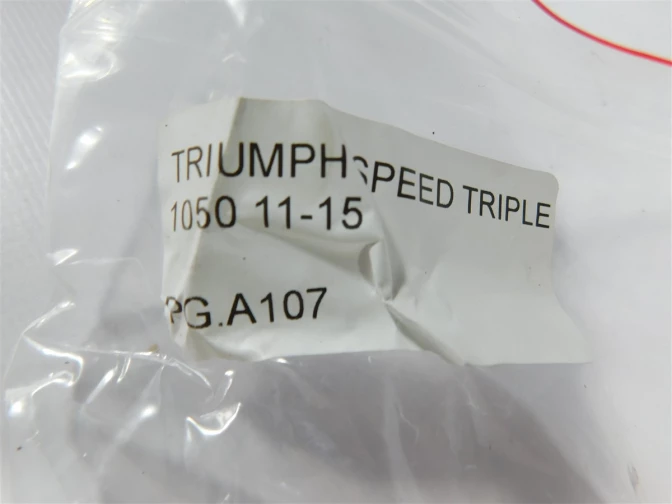 TRIUMPH SPEED TRIPLE
1050 11-15
PG.A107